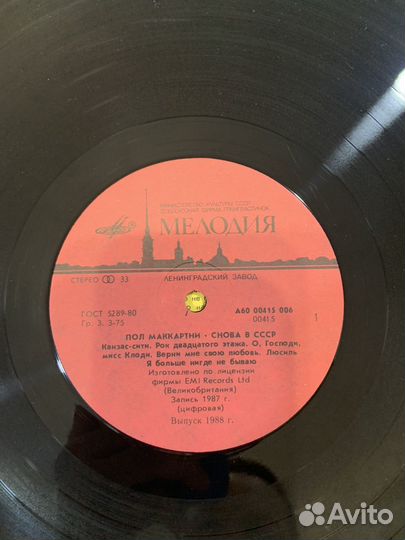 МИНИСТЕРСТВО КУЛЬТУРЫ СССР
ВСЕСОЮЗНАЯ ФИРМА ГРАМПЛАСТИНОК
МЕЛОДИЯ
СТЕРЕО 33 ЛЕНИНГРАДСКИЙ ЗАВОД
ГОСТ 5289-80 А60 00415 006
Гр. 3. 3-75 00415 1
ПОЛ МАККАРТНИ · СНОВА В СССР
Канзас-сити. Рок двадцатого этажа. О, Господи,
мисс Клоди. Верни мне свою любовь. Люсиль
Я больше нигде не бываю
Изготовлено по лицензии
фирмы EMI Records Ltd
(Великобритания)
Запись 1987 г.
(цифровая)
Выпуск 1988 г.
Avito